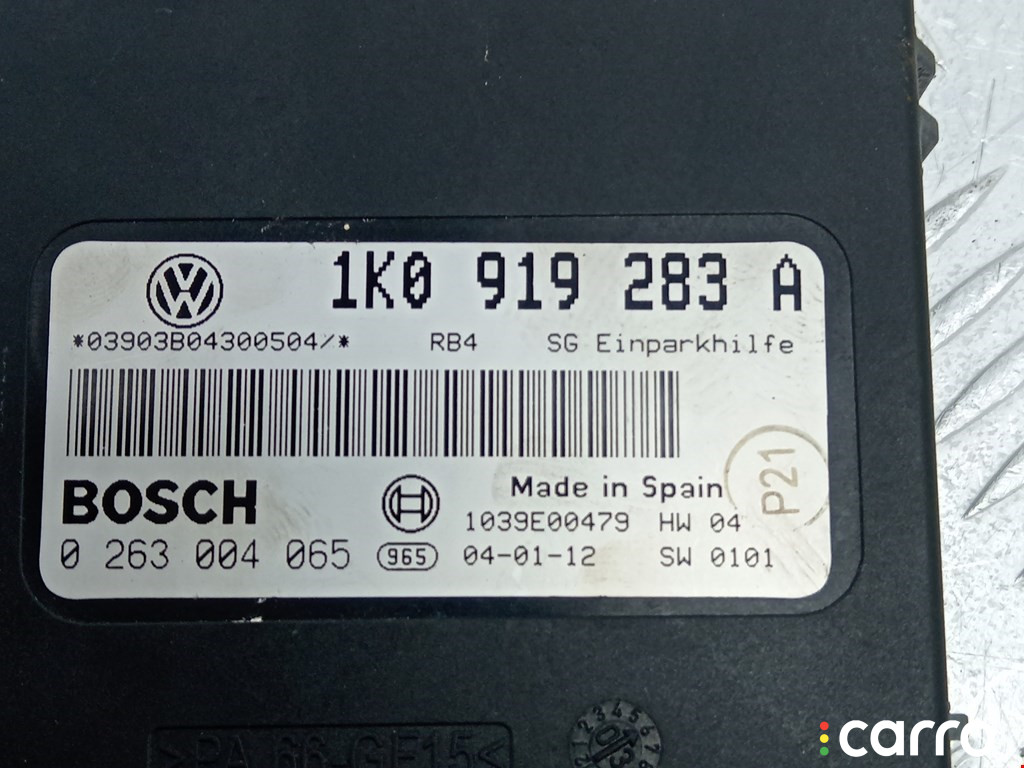 1K0 919 283 A
*03903B04300504/* RB4 SG Einparkhilfe
BOSCH
Made in Spain
1039E00479 HW 04
0 263 004 065 965 04-01-12 SW 0101
P21
>PA 66-GF15<
carro